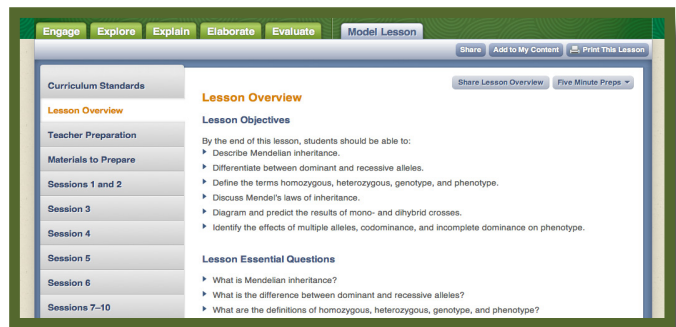 Engage Explore Explain Elaborate Evaluate Model Lesson
Share Add to My Content Print This Lesson
Curriculum Standards
Lesson Overview
Teacher Preparation
Materials to Prepare
Sessions 1 and 2
Session 3
Session 4
Session 5
Session 6
Sessions 7–10
Share Lesson Overview Five Minute Preps
Lesson Overview
Lesson Objectives
By the end of this lesson, students should be able to:
Describe Mendelian inheritance.
Differentiate between dominant and recessive alleles.
Define the terms homozygous, heterozygous, genotype, and phenotype.
Discuss Mendel's laws of inheritance.
Diagram and predict the results of mono- and dihybrid crosses.
Identify the effects of multiple alleles, codominance, and incomplete dominance on phenotype.
Lesson Essential Questions
What is Mendelian inheritance?
What is the difference between dominant and recessive alleles?
What are the definitions of homozygous, heterozygous, genotype, and phenotype?